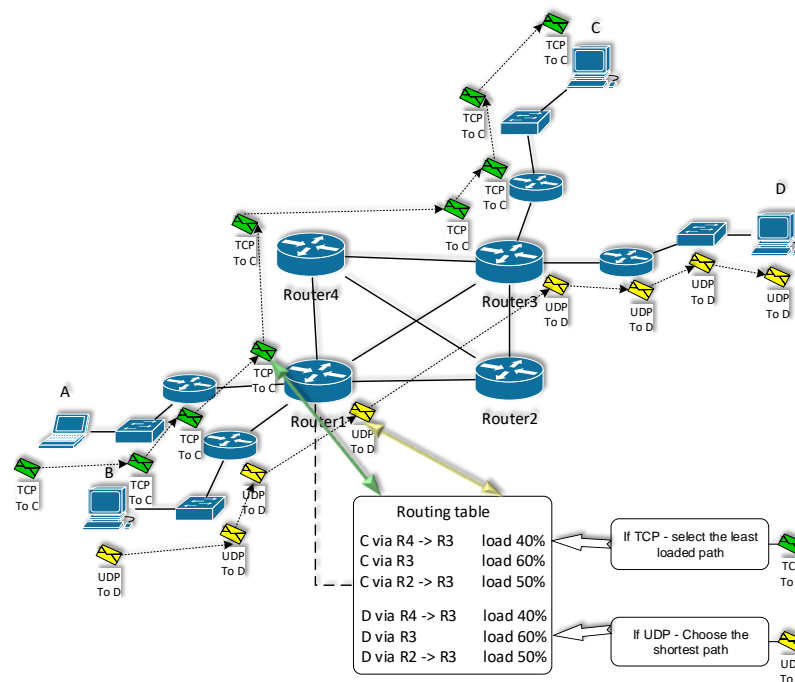 C
TCP
To C
TCP
To C
TCP
To C
TCP
To C
TCP
To C
D
Router4
Router3
UDP
To D
UDP
To D
UDP
To D
UDP
To D
A
TCP
To C
Router1
Router2
TCP
To C
UDP
To D
B
TCP
To C
TCP
To C
UDP
To D
UDP
To D
UDP
To D
Routing table
C via R4 -> R3 load 40%
C via R3 load 60%
C via R2 -> R3 load 50%
D via R4 -> R3 load 40%
D via R3 load 60%
D via R2 -> R3 load 50%
If TCP - select the least
loaded path
If UDP - Choose the
shortest path
To